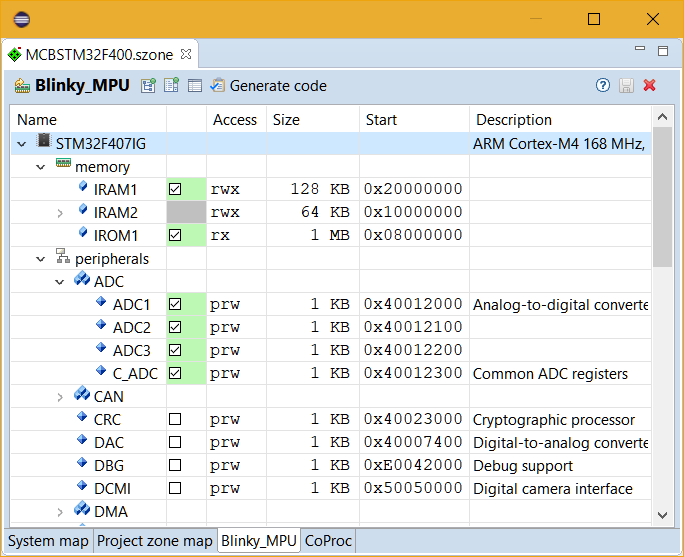 MCBSTM32F400.szone
Blinky_MPU Generate code
Name Access Size Start Description
STM32F407IG ARM Cortex-M4 168 MHz,
memory
IRAM1 rwx 128 KB 0x20000000
IRAM2 rwx 64 KB 0x10000000
IROM1 rx 1 MB 0x08000000
peripherals
ADC
ADC1 prw 1 KB 0x40012000 Analog-to-digital converte
ADC2 prw 1 KB 0x40012100
ADC3 prw 1 KB 0x40012200
C_ADC prw 1 KB 0x40012300 Common ADC registers
CAN
CRC prw 1 KB 0x40023000 Cryptographic processor
DAC prw 1 KB 0x40007400 Digital-to-analog converte
DBG prw 1 KB 0xE0042000 Debug support
DCMI prw 1 KB 0x50050000 Digital camera interface
DMA
System map Project zone map Blinky_MPU CoProc